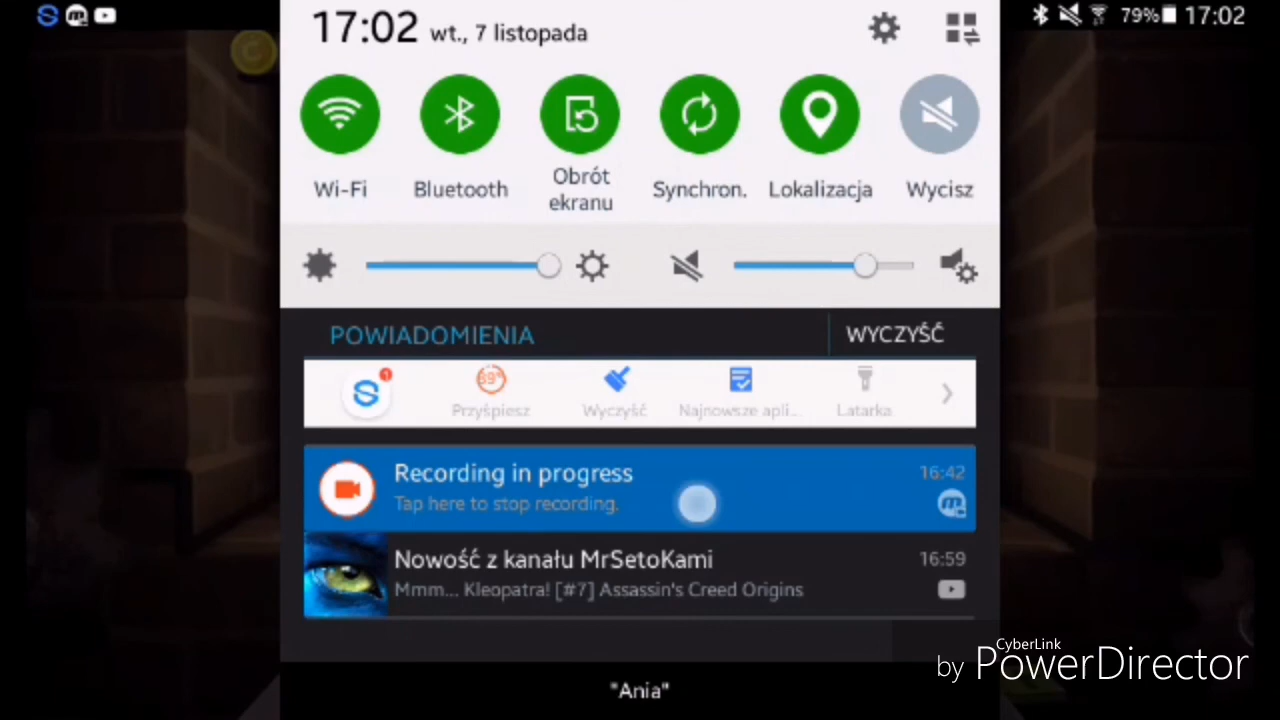 79% 17:02
17:02 wt., 7 listopada
Wi-Fi
Bluetooth
Obrót
ekranu
Synchron.
Lokalizacja
Wycisz
POWIADOMIENIA
WYCZYŚĆ
1
89°
Przyśpiesz
Wyczyść
Najnowsze apli...
Latarka
Recording in progress
16:42
Tap here to stop recording.
Nowość z kanału MrSetoKami
16:59
Mmm... Kleopatra! [#7] Assassin's Creed Origins
"Ania"
CyberLink
by PowerDirector